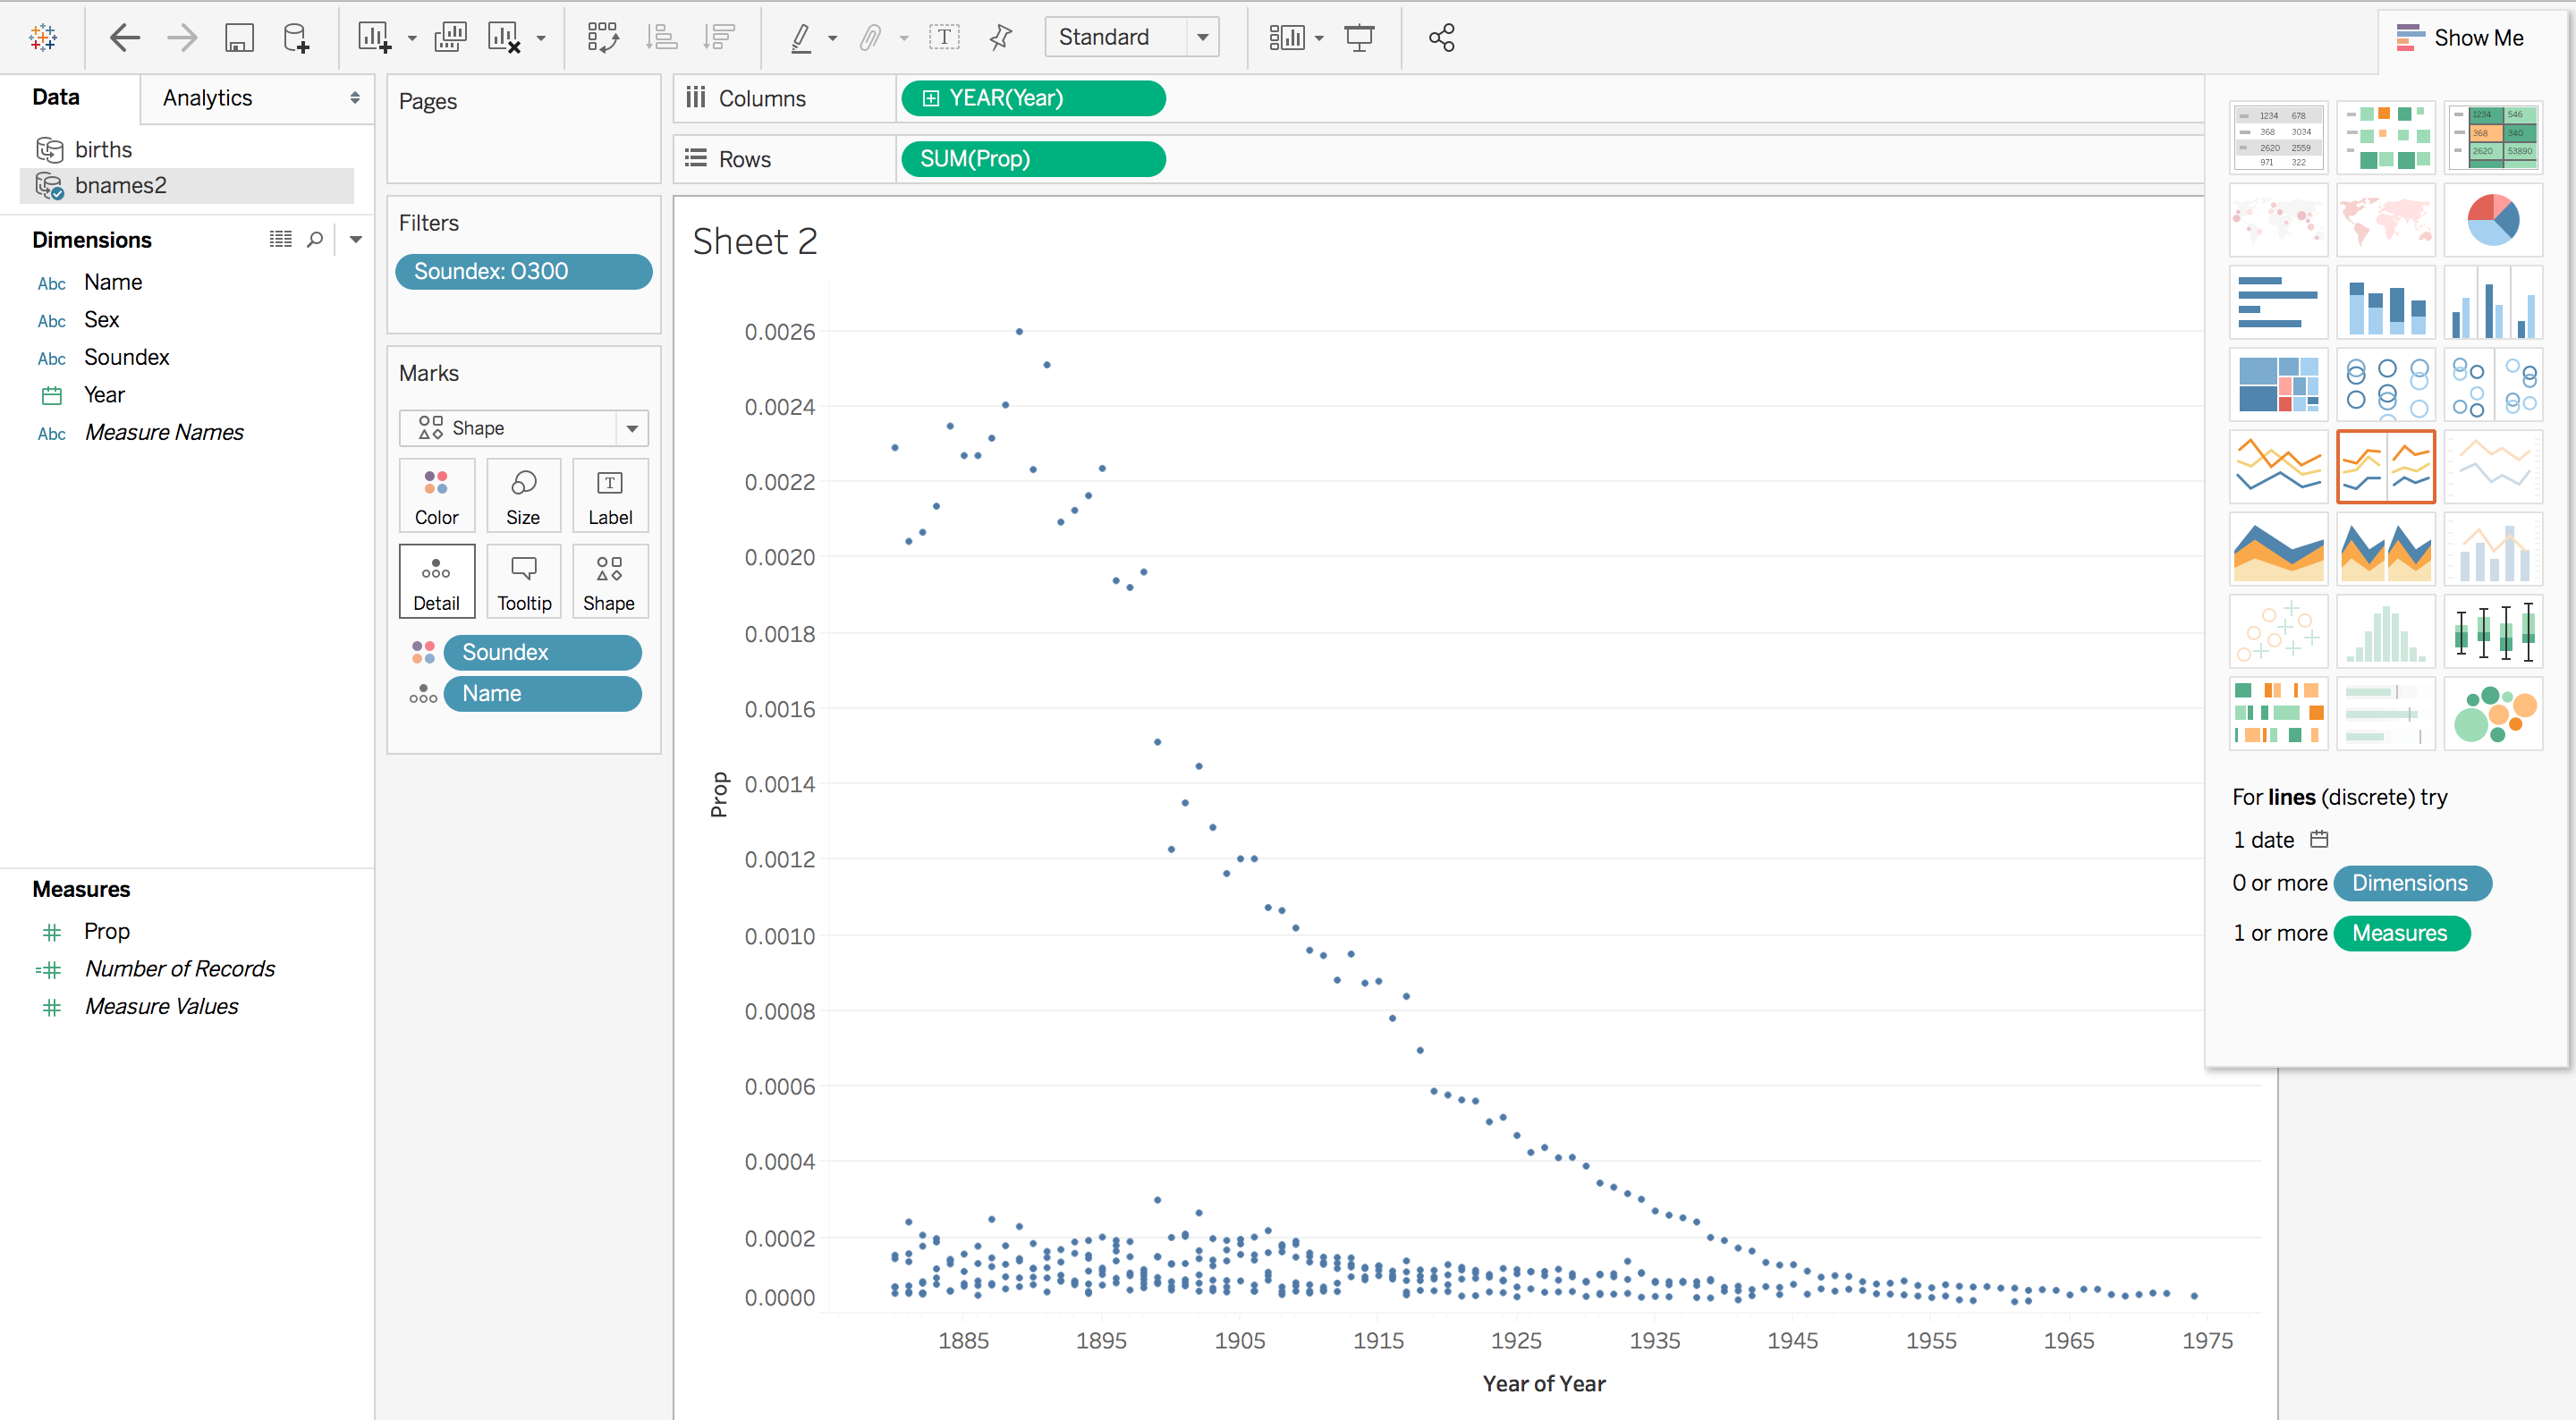 Standard
Show Me
Data
Analytics
births
bnames2
Dimensions
Abc Name
Abc Sex
Abc Soundex
Year
Abc Measure Names
Measures
Prop
Number of Records
Measure Values
Pages
Filters
Soundex: O300
Marks
Shape
Color
Size
Label
Detail
Tooltip
Shape
Soundex
Name
Columns
YEAR(Year)
Rows
SUM(Prop)
Sheet 2
Prop
0.0026
0.0024
0.0022
0.0020
0.0018
0.0016
0.0014
0.0012
0.0010
0.0008
0.0006
0.0004
0.0002
0.0000
1885 1895 1905 1915 1925 1935 1945 1955 1965 1975
Year of Year
1234 678
368 3034
2620 2559
971 322
1234 546
368 340
2620 53890
For lines (discrete) try
1 date
0 or more Dimensions
1 or more Measures